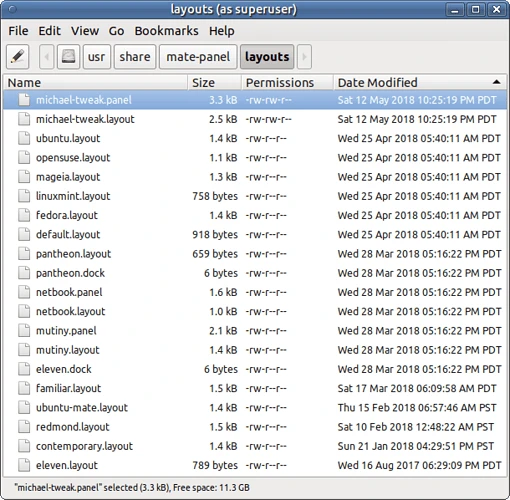 layouts (as superuser)
File Edit View Go Bookmarks Help
usr share mate-panel layouts
Name Size Permissions Date Modified
michael-tweak.panel 3.3 kB -rw-rw-r-- Sat 12 May 2018 10:25:19 PM PDT
michael-tweak.layout 2.5 kB -rw-rw-r-- Sat 12 May 2018 10:25:19 PM PDT
ubuntu.layout 1.4 kB -rw-r--r-- Wed 25 Apr 2018 05:40:11 AM PDT
opensuse.layout 1.1 kB -rw-r--r-- Wed 25 Apr 2018 05:40:11 AM PDT
mageia.layout 1.3 kB -rw-r--r-- Wed 25 Apr 2018 05:40:11 AM PDT
linuxmint.layout 758 bytes -rw-r--r-- Wed 25 Apr 2018 05:40:11 AM PDT
fedora.layout 1.4 kB -rw-r--r-- Wed 25 Apr 2018 05:40:11 AM PDT
default.layout 918 bytes -rw-r--r-- Wed 25 Apr 2018 05:40:11 AM PDT
pantheon.layout 659 bytes -rw-r--r-- Wed 28 Mar 2018 05:16:22 PM PDT
pantheon.dock 6 bytes -rw-r--r-- Wed 28 Mar 2018 05:16:22 PM PDT
netbook.panel 1.6 kB -rw-r--r-- Wed 28 Mar 2018 05:16:22 PM PDT
netbook.layout 1.0 kB -rw-r--r-- Wed 28 Mar 2018 05:16:22 PM PDT
mutiny.panel 2.1 kB -rw-r--r-- Wed 28 Mar 2018 05:16:22 PM PDT
mutiny.layout 1.4 kB -rw-r--r-- Wed 28 Mar 2018 05:16:22 PM PDT
eleven.dock 6 bytes -rw-r--r-- Wed 28 Mar 2018 05:16:22 PM PDT
familiar.layout 1.5 kB -rw-r--r-- Sat 17 Mar 2018 06:09:58 AM PDT
ubuntu-mate.layout 1.4 kB -rw-r--r-- Thu 15 Feb 2018 06:57:46 AM PST
redmond.layout 1.5 kB -rw-r--r-- Sat 10 Feb 2018 12:48:22 AM PST
contemporary.layout 1.4 kB -rw-r--r-- Sun 21 Jan 2018 04:29:51 PM PST
eleven.layout 789 bytes -rw-r--r-- Wed 16 Aug 2017 06:29:09 PM PDT
"michael-tweak.panel" selected (3.3 kB), Free space: 11.3 GB